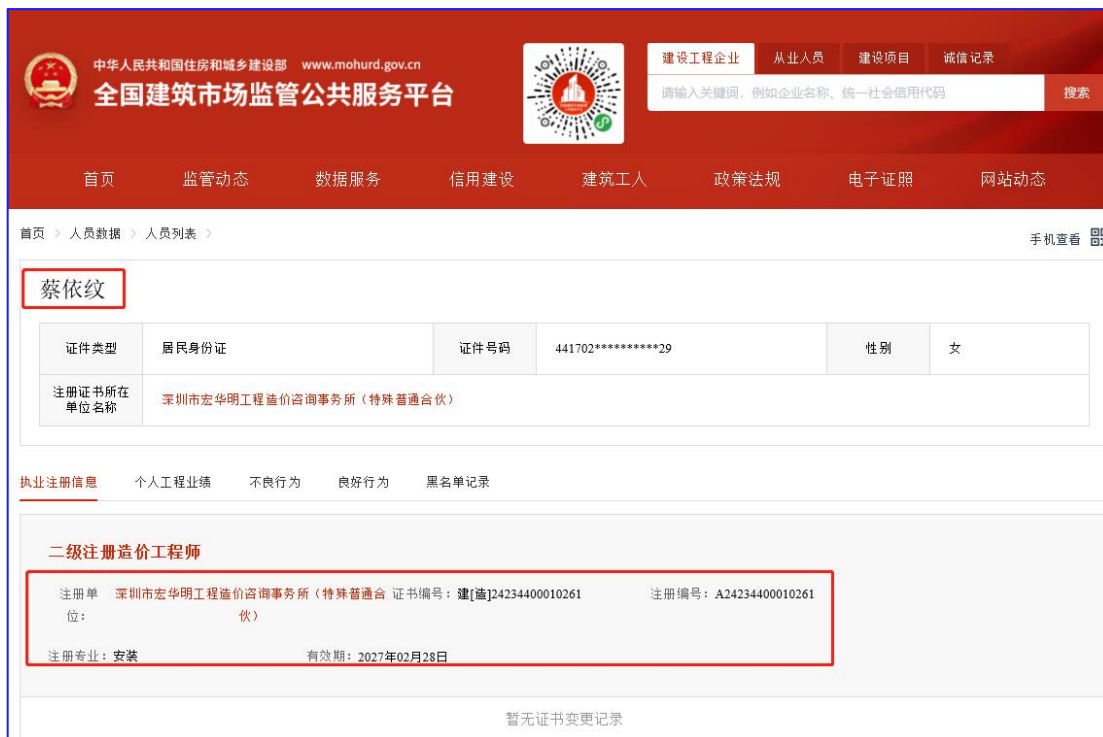 中华人民共和国住房和城乡建设部 www.mohurd.gov.cn
全国建筑市场监管公共服务平台
建设工程企业 从业人员 建设项目 诚信记录
请输入关键词，例如企业名称、统一社会信用代码 搜索
首页 监管动态 数据服务 信用建设 建筑工人 政策法规 电子证照 网站动态
首页 > 人员数据 > 人员列表 >
手机查看
蔡依纹
证件类型 居民身份证 证件号码 441702**********29 性别 女
注册证书所在
单位名称
深圳市宏华明工程造价咨询事务所（特殊普通合伙）
执业注册信息 个人工程业绩 不良行为 良好行为 黑名单记录
二级注册造价工程师
注册单 深圳市宏华明工程造价咨询事务所（特殊普通合 证书编号：建[造]24234400010261 注册编号：A24234400010261
位： 伙）
注册专业：安装 有效期：2027年02月28日
暂无证书变更记录